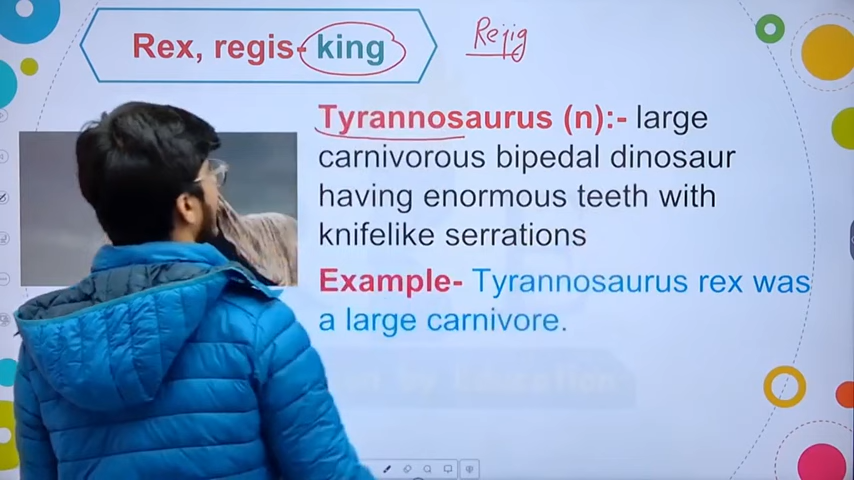 Rex, regis- king
Rejig
Tyrannosaurus (n):- large
carnivorous bipedal dinosaur
having enormous teeth with
knifelike serrations
Example- Tyrannosaurus rex was
a large carnivore.